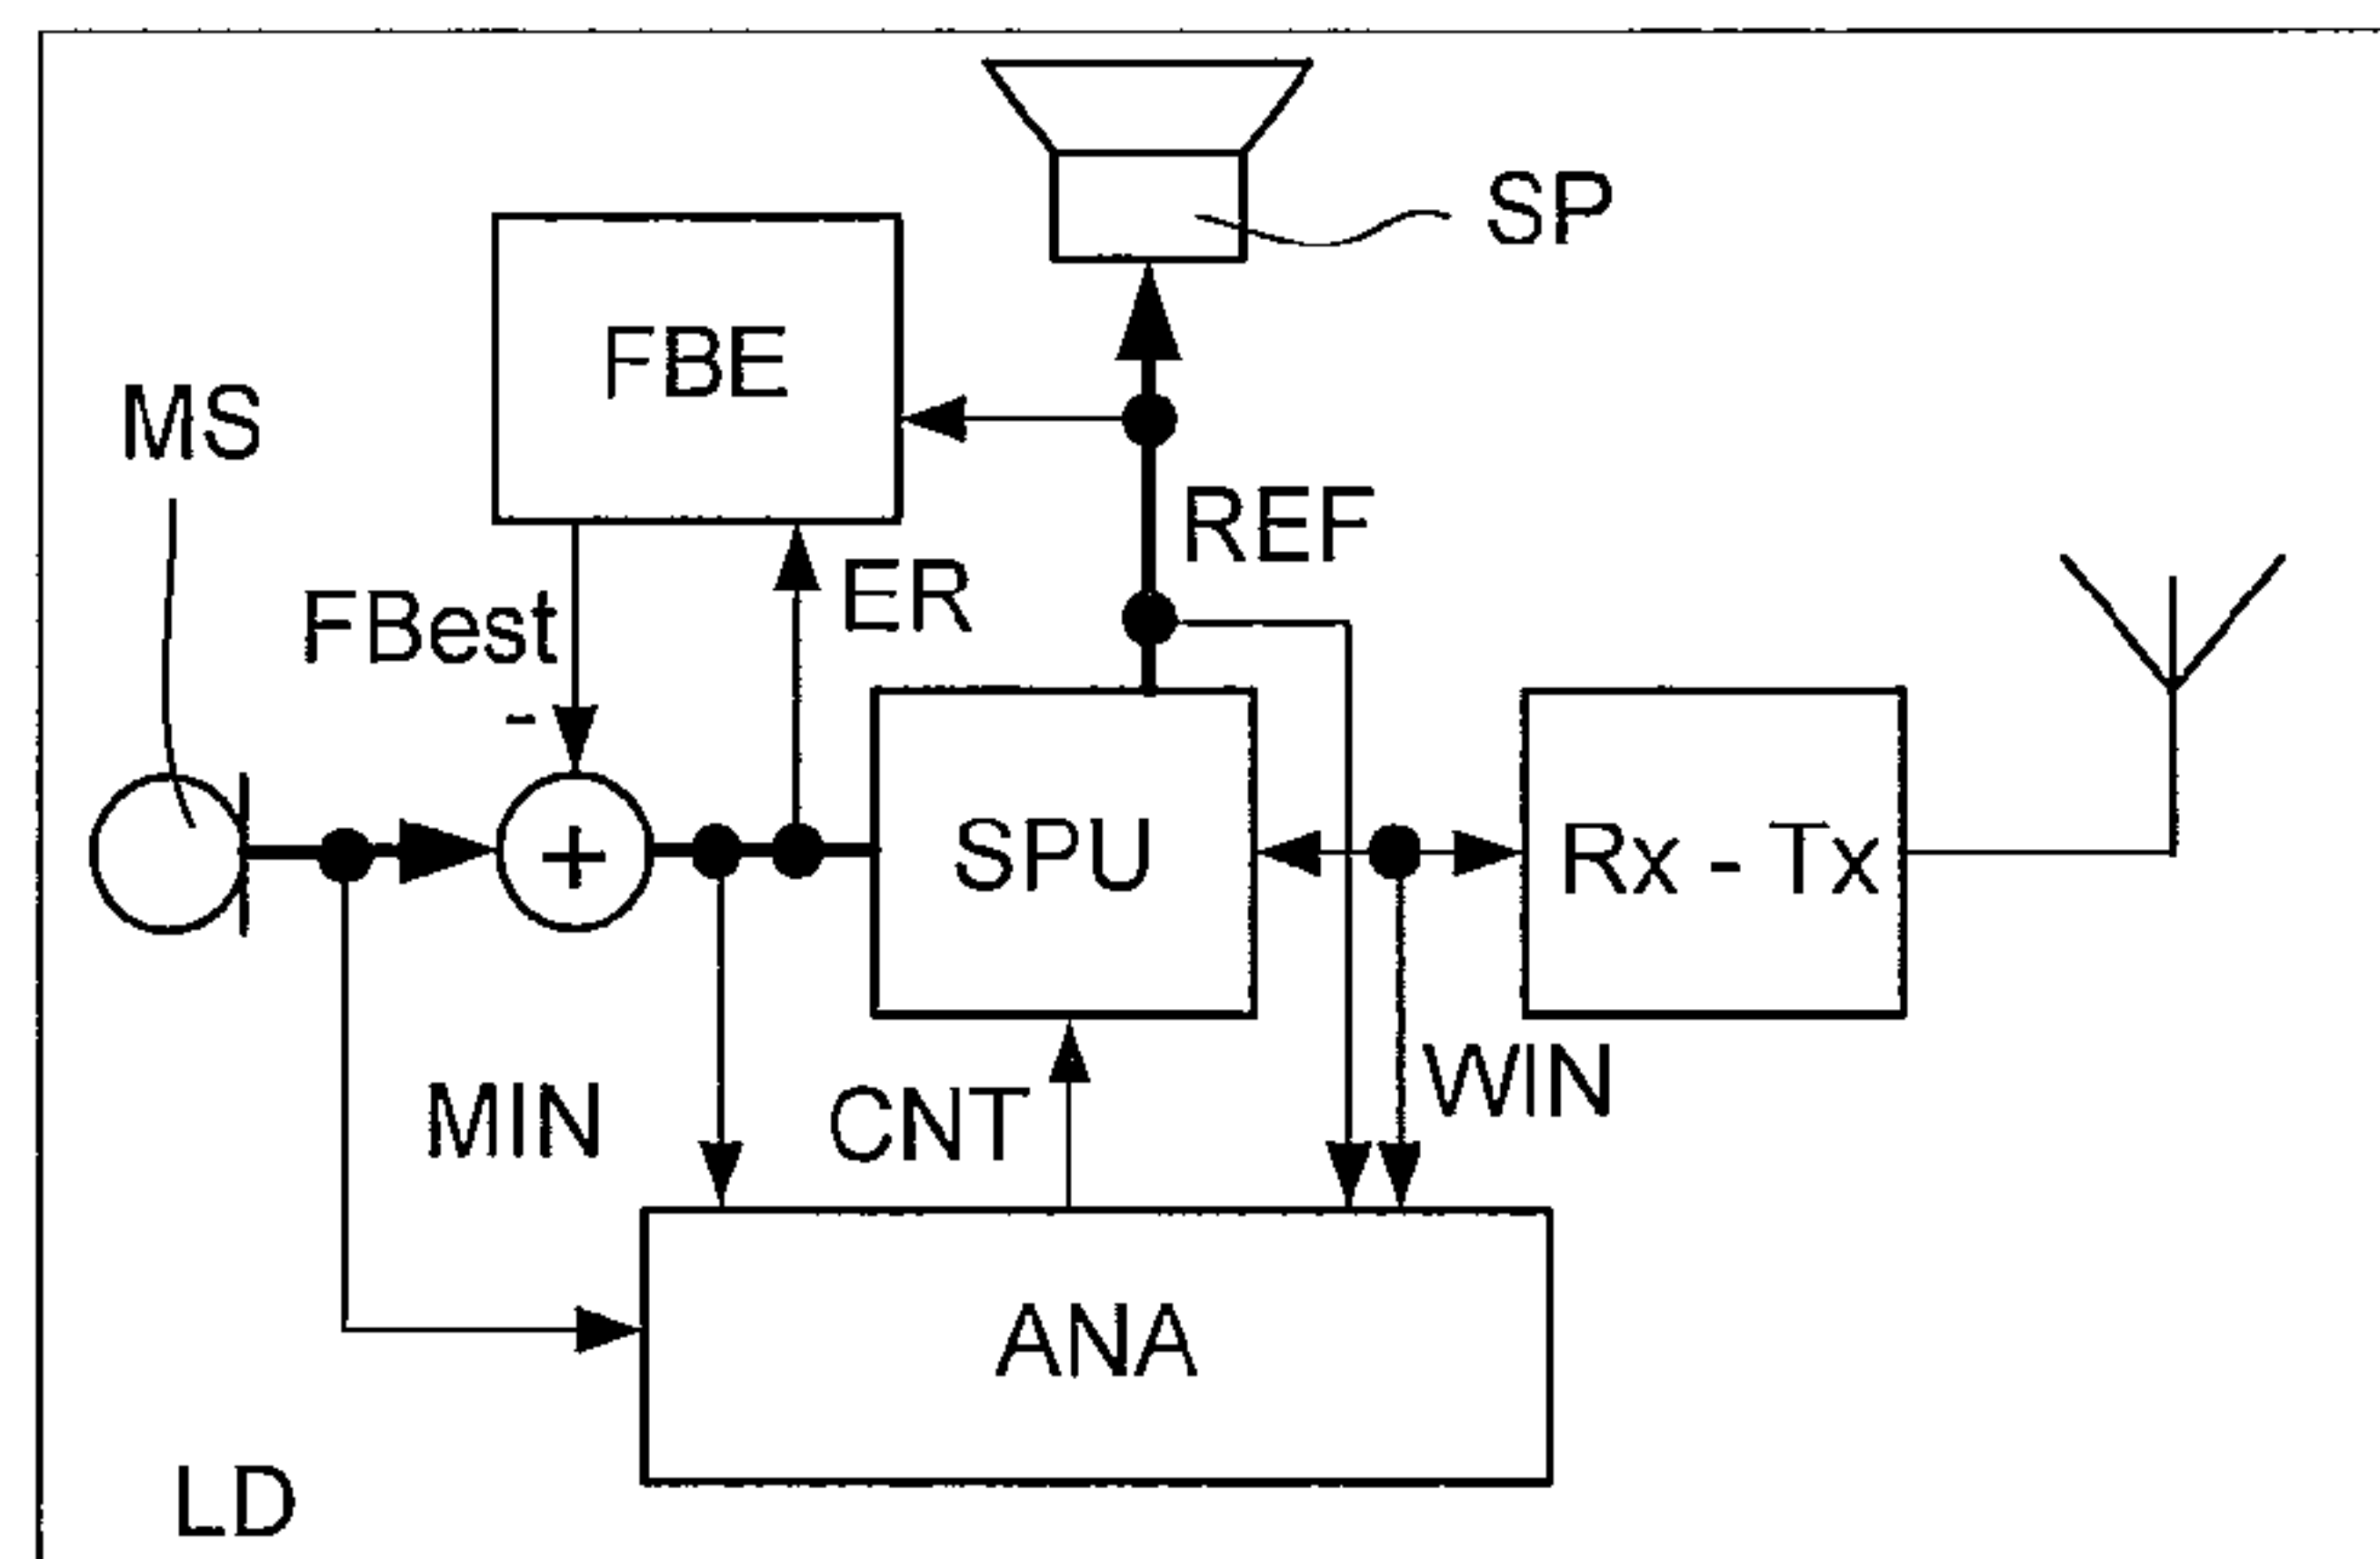 SP
FBE
MS
REF
ER
FBest
-
+
SPU
Rx - Tx
WIN
MIN
CNT
ANA
LD